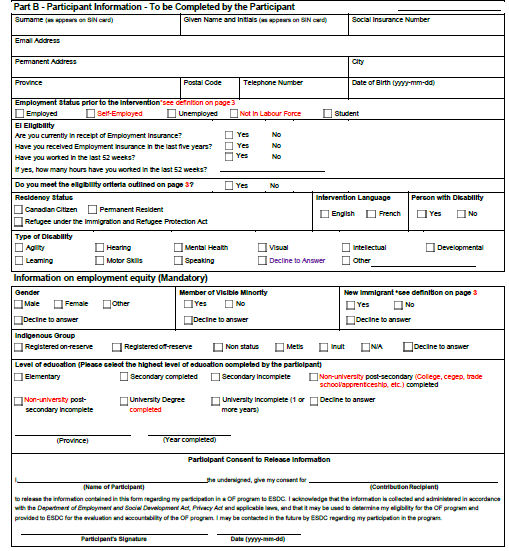 Part B - Participant Information - To be Completed by the Participant
Surname (as appears on SIN card) Given Name and Initials (as appears on SIN card) Social Insurance Number
Email Address
Permanent Address City
Province Postal Code Telephone Number Date of Birth (yyyy-mm-dd)
Employment Status prior to the intervention*see definition on page 3
Employed Self-Employed Unemployed Not in Labour Force Student
EI Eligibility
Are you currently in receipt of Employment Insurance? Yes No
Have you received Employment Insurance in the last five years? Yes No
Have you worked in the last 52 weeks? Yes No
If yes, how many hours have you worked in the last 52 weeks?
Do you meet the eligibility criteria outlined on page 3? Yes No
Residency Status Intervention Language Person with Disability
Canadian Citizen Permanent Resident English French Yes No
Refugee under the Immigration and Refugee Protection Act
Type of Disability
Agility Hearing Mental Health Visual Intellectual Developmental
Learning Motor Skills Speaking Decline to Answer Other
Information on employment equity (Mandatory)
Gender Member of Visible Minority New Immigrant *see definition on page 3
Male Female Other Yes No Yes No
Decline to answer Decline to answer Decline to answer
Indigenous Group
Registered on-reserve Registered off-reserve Non status Metis Inuit N/A Decline to answer
Level of education (Please select the highest level of education completed by the participant)
Elementary Secondary completed Secondary Incomplete Non-university post-secondary (College, cegep, trade school/apprenticeship, etc.) completed
Non-university post-secondary incomplete University Degree completed University Incomplete (1 or more years) Decline to answer
(Province) (Year completed)
Participant Consent to Release Information
I, the undersigned, give my consent for
(Name of Participant) (Contribution Recipient)
to release the information contained in this form regarding my participation in a OF program to ESDC. I acknowledge that the information is collected and administered in accordance
with the Department of Employment and Social Development Act, Privacy Act and applicable laws, and that it may be used to determine my eligibility for the OF program and
provided to ESDC for the evaluation and accountability of the OF program. I may be contacted in the future by ESDC regarding my participation in the program.
Participant's Signature Date (yyyy-mm-dd)